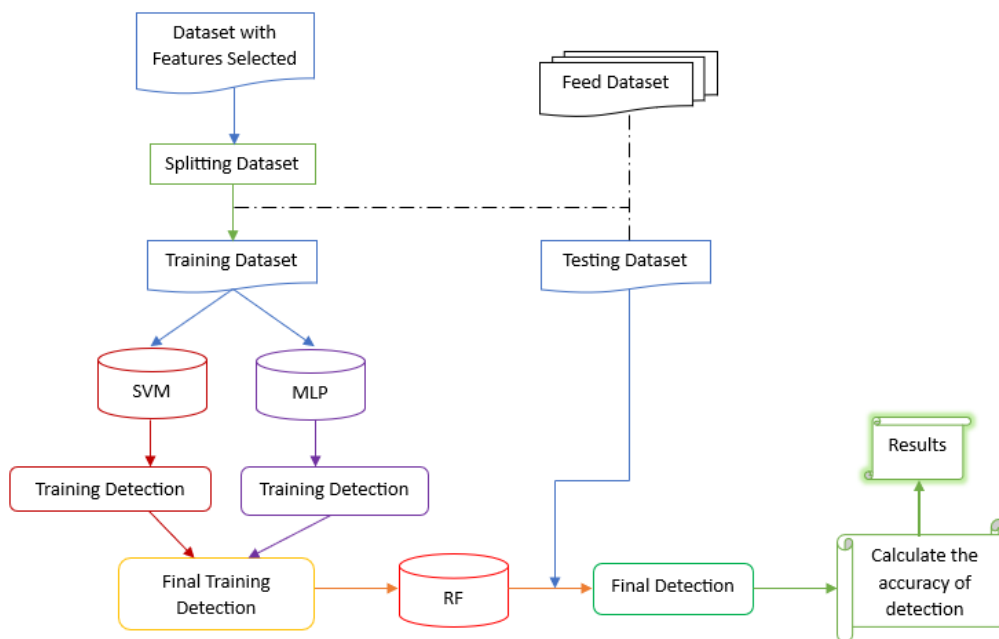 Dataset with
Features Selected
Feed Dataset
Splitting Dataset
Training Dataset
Testing Dataset
SVM
MLP
Results
Training Detection
Training Detection
Final Training
Detection
RF
Final Detection
Calculate the
accuracy of
detection